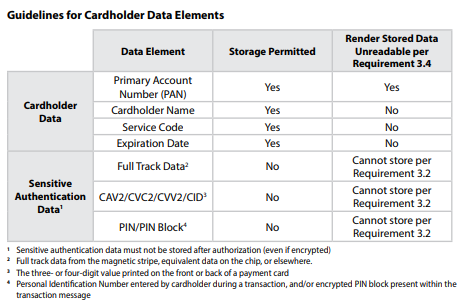 Guidelines for Cardholder Data Elements
Data Element
Storage Permitted
Render Stored Data
Unreadable per
Requirement 3.4
Cardholder
Data
Primary Account
Number (PAN)
Yes
Yes
Cardholder Name
Yes
No
Service Code
Yes
No
Expiration Date
Yes
No
Sensitive
Authentication
Data¹
Full Track Data²
No
Cannot store per
Requirement 3.2
CAV2/CVC2/CVV2/CID³
No
Cannot store per
Requirement 3.2
PIN/PIN Block⁴
No
Cannot store per
Requirement 3.2
¹ Sensitive authentication data must not be stored after authorization (even if encrypted)
² Full track data from the magnetic stripe, equivalent data on the chip, or elsewhere.
³ The three- or four-digit value printed on the front or back of a payment card
⁴ Personal Identification Number entered by cardholder during a transaction, and/or encrypted PIN block present within the
transaction message